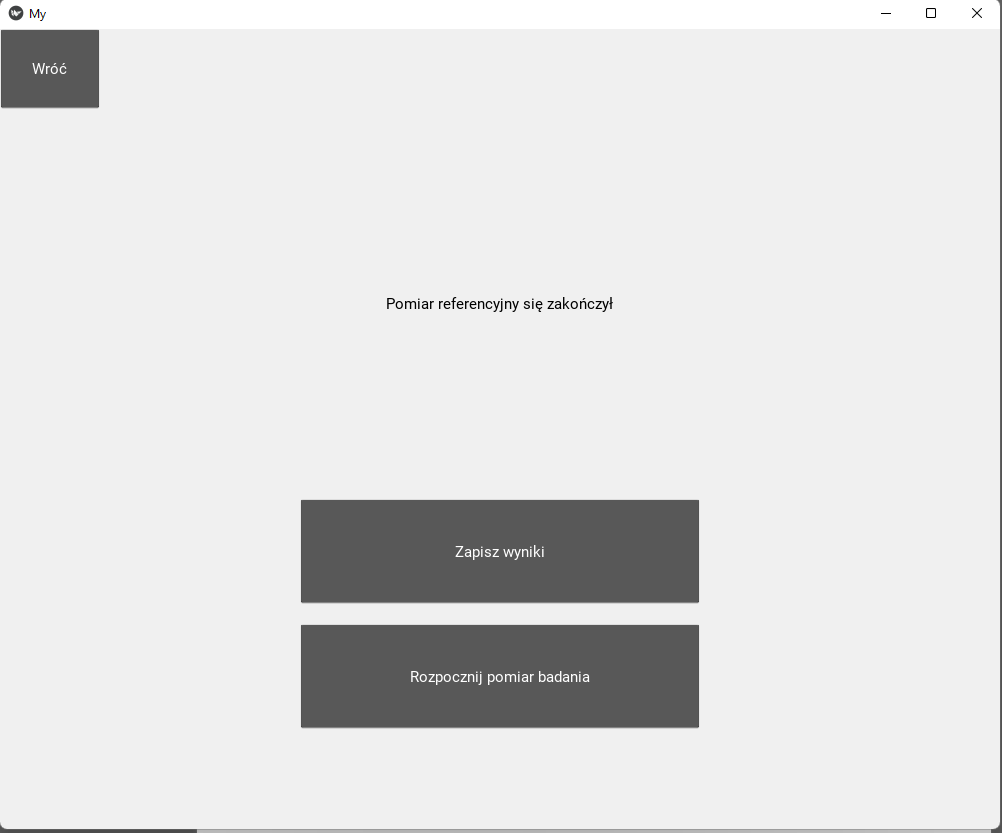 My
Wróć
Pomiar referencyjny się zakończył
Zapisz wyniki
Rozpocznij pomiar badania